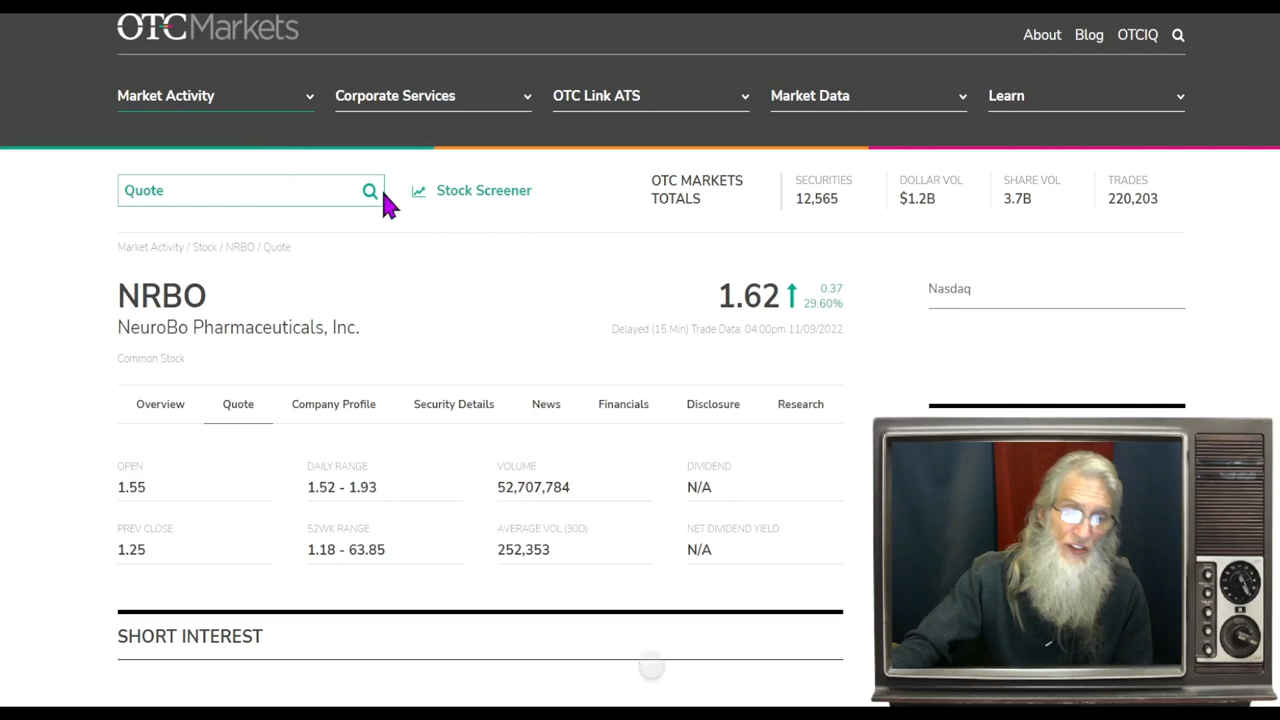 OTC Markets
About Blog OTCIQ
Market Activity Corporate Services OTC Link ATS Market Data Learn
Quote Stock Screener
OTC MARKETS TOTALS
SECURITIES DOLLAR VOL SHARE VOL TRADES
12,565 $1.2B 3.7B 220,203
Market Activity / Stock / NRBO / Quote
NRBO 1.62 0.37
29.60%
Nasdaq
NeuroBo Pharmaceuticals, Inc. Delayed (15 Min) Trade Data: 04:00pm 11/09/2022
Common Stock
Overview Quote Company Profile Security Details News Financials Disclosure Research
OPEN DAILY RANGE VOLUME DIVIDEND
1.55 1.52 - 1.93 52,707,784 N/A
PREV CLOSE 52WK RANGE AVERAGE VOL (30D) NET DIVIDEND YIELD
1.25 1.18 - 63.85 252,353 N/A
SHORT INTEREST